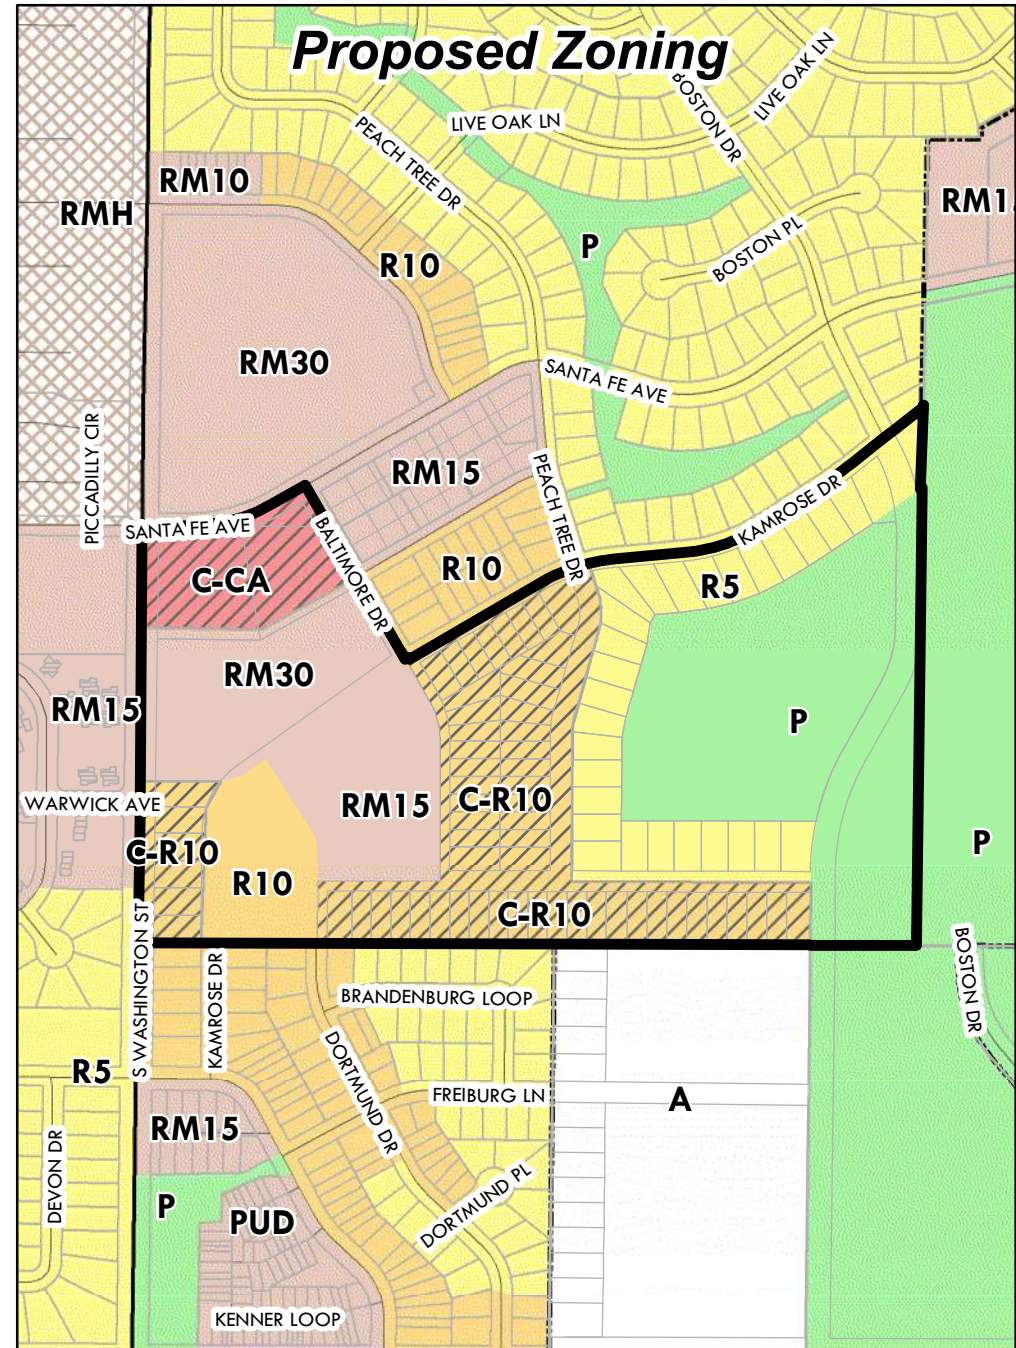 Proposed Zoning
LIVE OAK LN
BOSTON DR
LIVE OAK LN
PEACH TREE DR
RM10
RMH
RM1
P
BOSTON PL
R10
RM30
SANTA FE AVE
PICCADILLY CIR
RM15
PEACH TREE DR
KAMROSE DR
SANTA FE AVE
BALTIMORE DR
C-CA
R10
R5
RM30
RM15
P
WARWICK AVE
RM15
C-R10
C-R10
R10
P
C-R10
S WASHINGTON ST
KAMROSE DR
BOSTON DR
BRANDENBURG LOOP
DORTMUND DR
R5
FREIBURG LN
A
RM15
DEVON DR
P
PUD
DORTMUND PL
KENNER LOOP